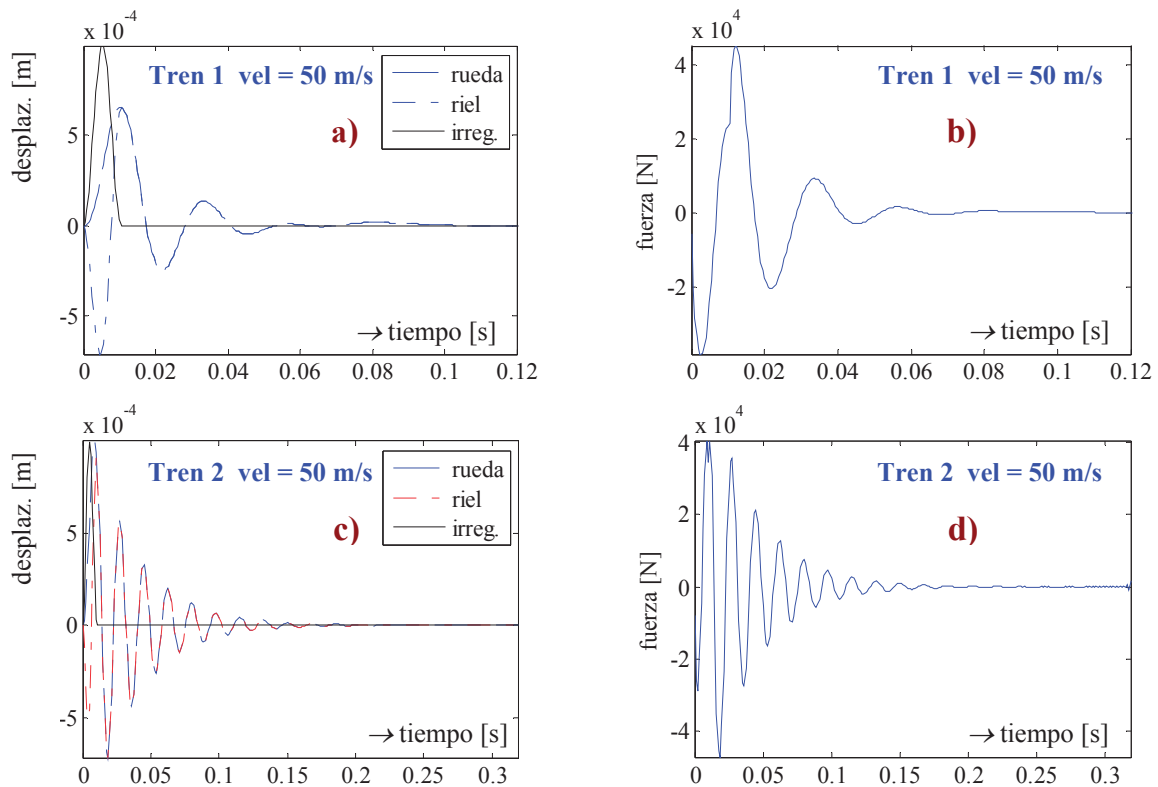 x 10-4
desplaz. [m]
5
0
-5
Tren 1 vel = 50 m/s
rueda
riel
irreg.
a)
→ tiempo [s]
0 0.02 0.04 0.06 0.08 0.10 0.12
x 104
fuerza [N]
4
2
0
-2
Tren 1 vel = 50 m/s
b)
→ tiempo [s]
0 0.02 0.04 0.06 0.08 0.10 0.12
x 10-4
desplaz. [m]
5
0
-5
Tren 2 vel = 50 m/s
rueda
riel
irreg.
c)
→ tiempo [s]
0 0.05 0.1 0.15 0.2 0.25 0.3
x 104
fuerza [N]
4
2
0
-2
-4
Tren 2 vel = 50 m/s
d)
→ tiempo [s]
0 0.05 0.1 0.15 0.2 0.25 0.3